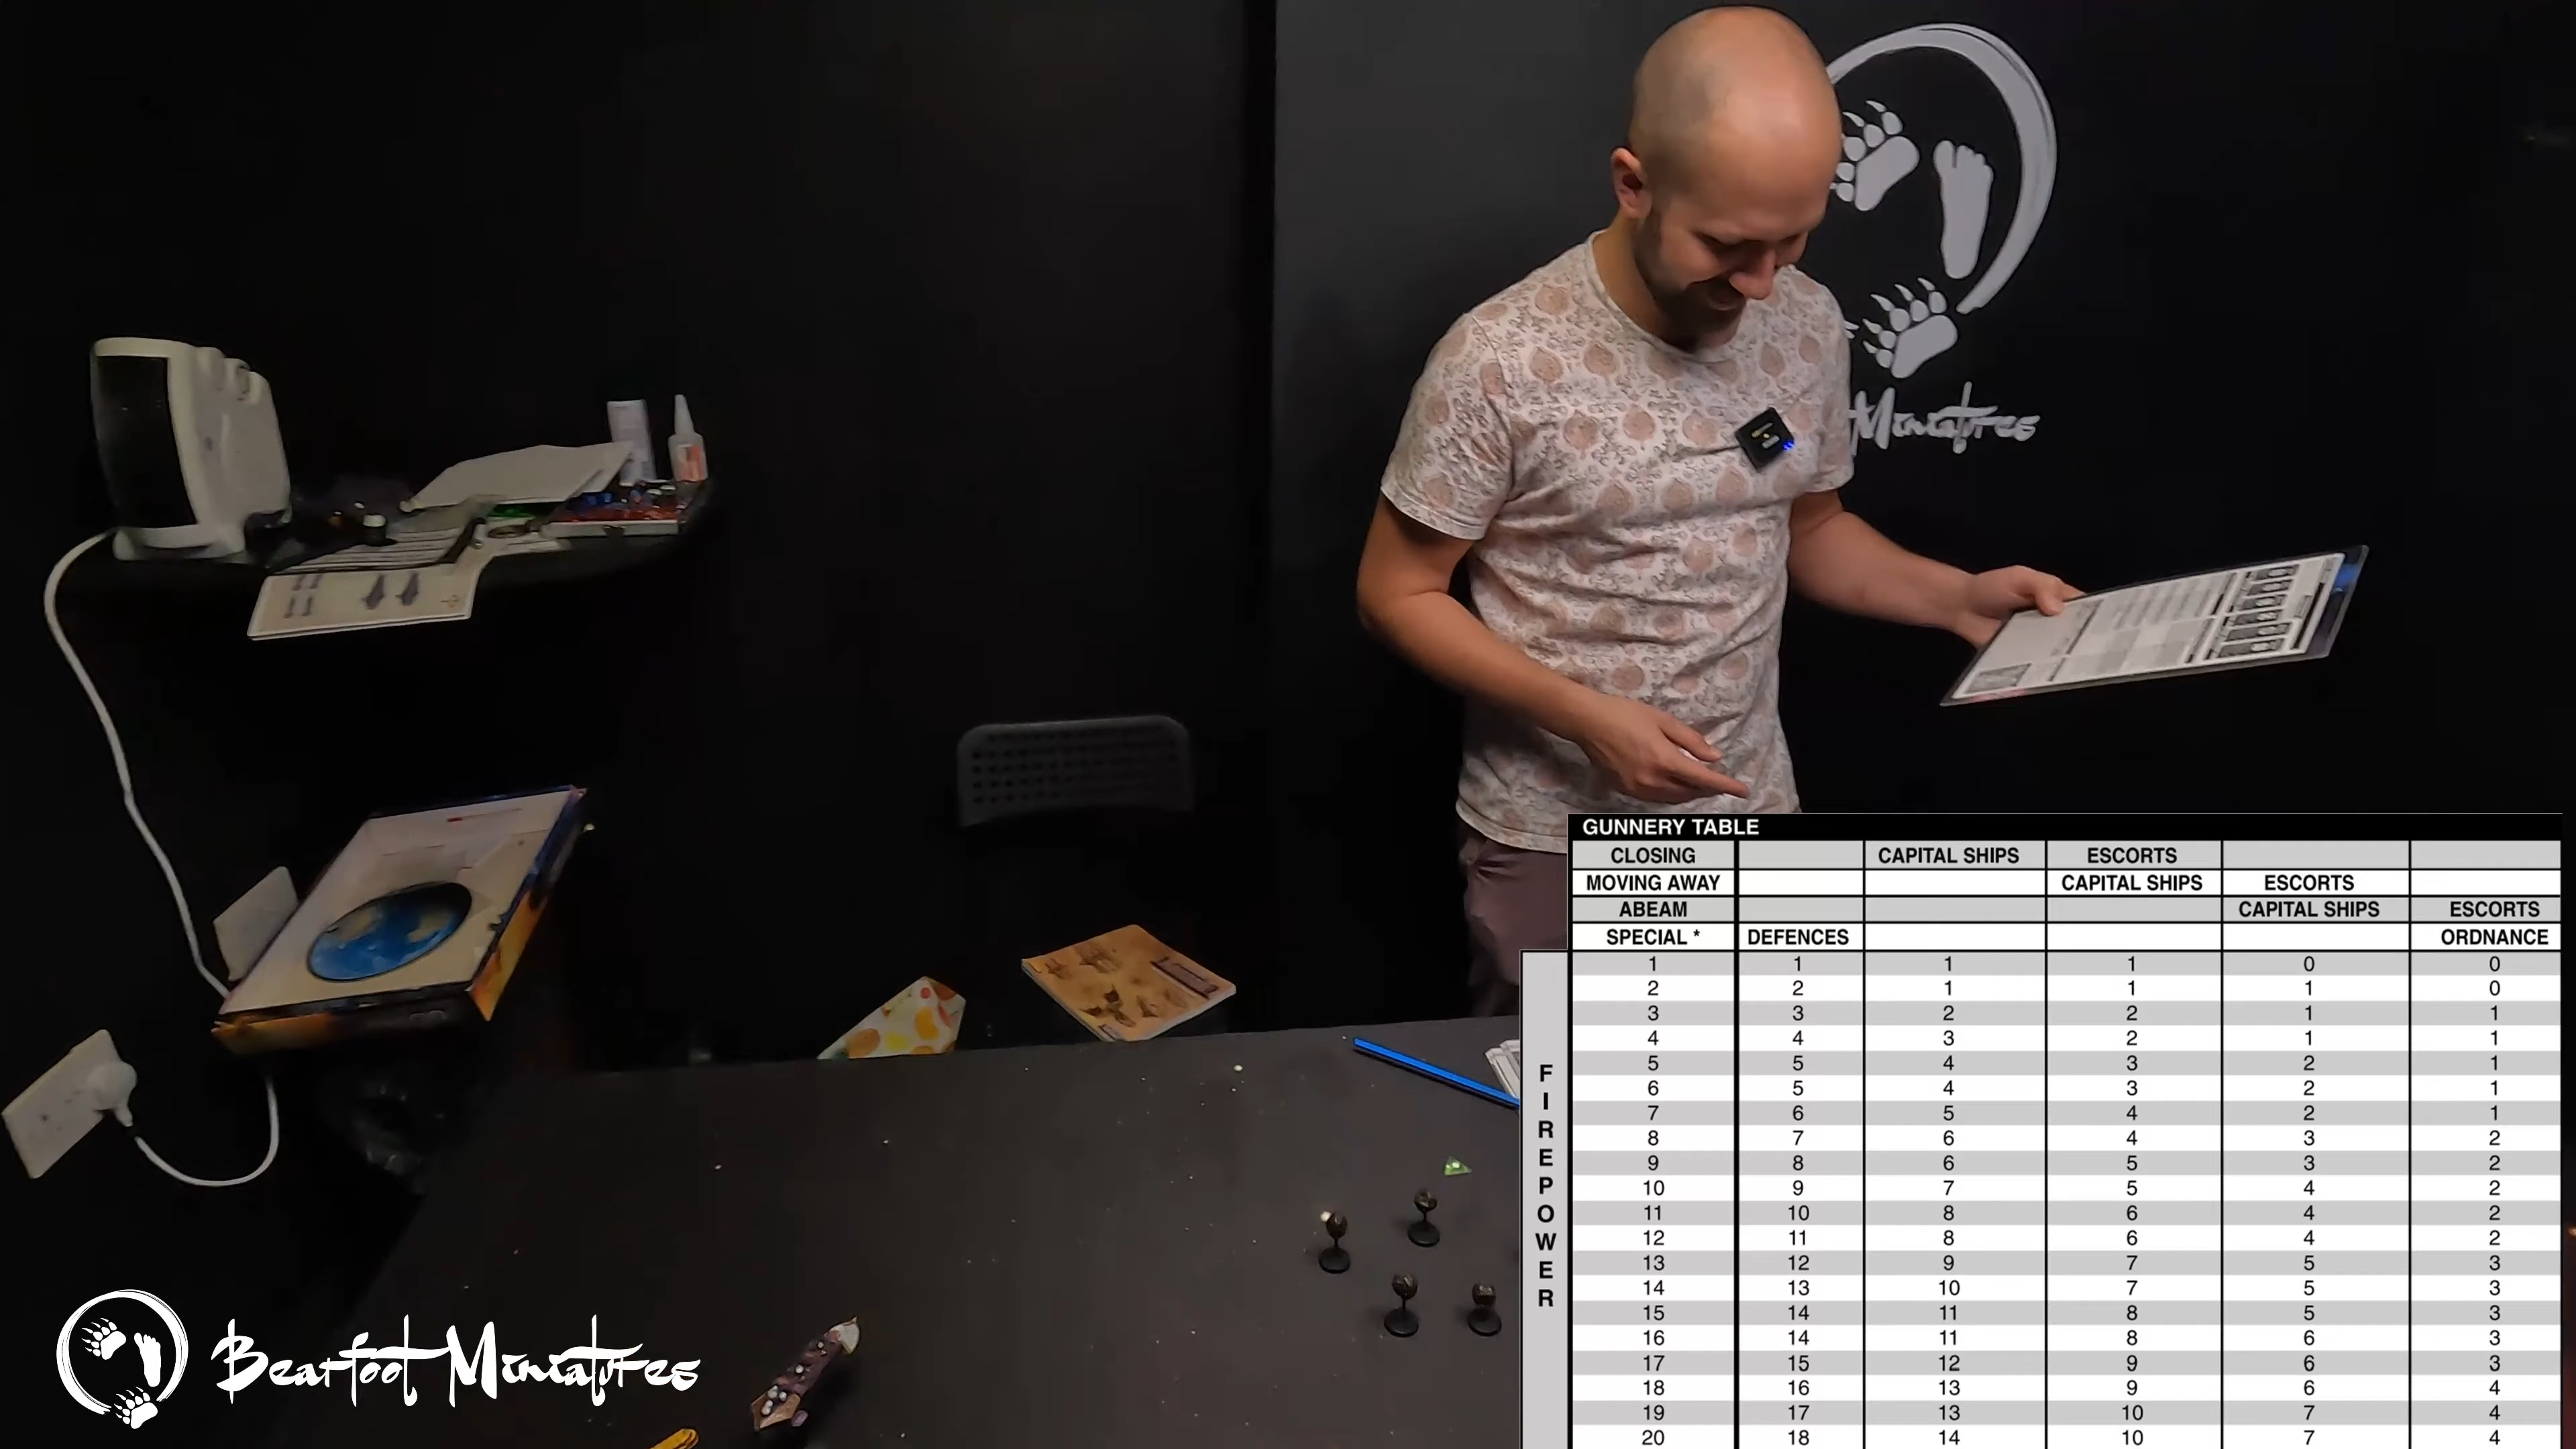 Miniatures
GUNNERY TABLE
CLOSING CAPITAL SHIPS ESCORTS
MOVING AWAY CAPITAL SHIPS ESCORTS
ABEAM CAPITAL SHIPS ESCORTS
SPECIAL * DEFENCES ORDNANCE
FIREPOWER
1 1 1 1 0 0
2 2 1 1 1 0
3 3 2 2 1 1
4 4 3 2 1 1
5 5 4 3 2 1
6 5 4 3 2 1
7 6 5 4 2 1
8 7 6 4 3 2
9 8 6 5 3 2
10 9 7 5 4 2
11 10 8 6 4 2
12 11 8 6 4 2
13 12 9 7 5 3
14 13 10 7 5 3
15 14 11 8 5 3
16 14 11 8 6 3
17 15 12 9 6 3
18 16 13 9 6 4
19 17 13 10 7 4
20 18 14 10 7 4
Bearfoot Miniatures